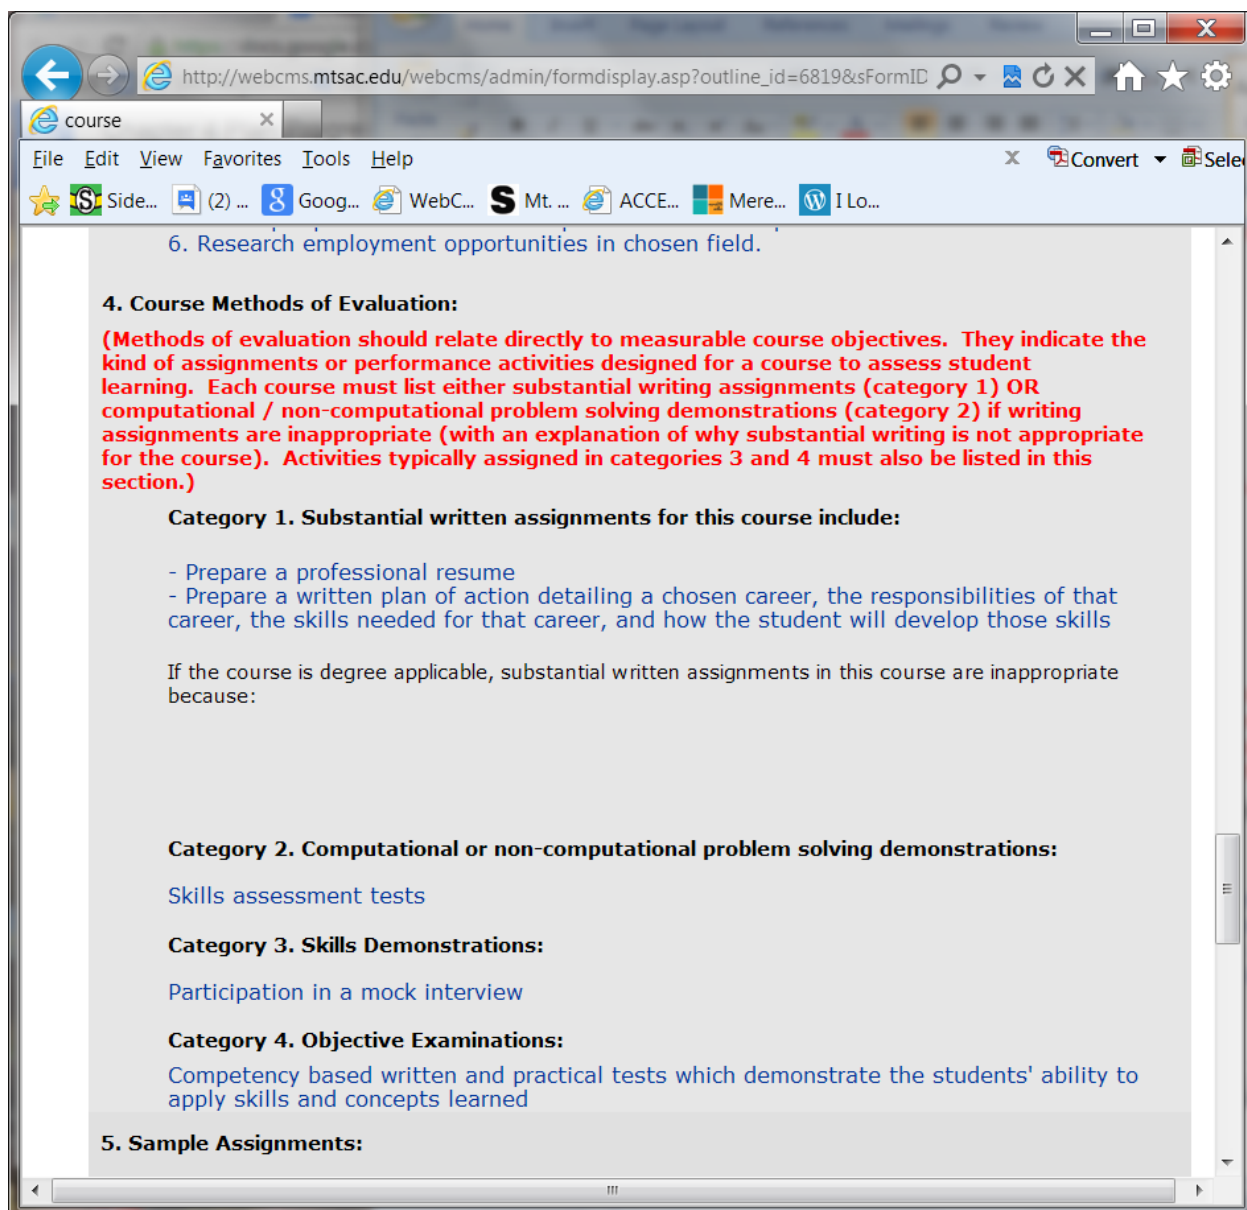 http://webcms.mtsac.edu/webcms/admin/formdisplay.asp?outline_id=6819&sFormID
course
File Edit View Favorites Tools Help
Convert
Sele
Side... (2) ... Goog... WebC... Mt. ... ACCE... Mere... I Lo...
6. Research employment opportunities in chosen field.
4. Course Methods of Evaluation:
(Methods of evaluation should relate directly to measurable course objectives. They indicate the
kind of assignments or performance activities designed for a course to assess student
learning. Each course must list either substantial writing assignments (category 1) OR
computational / non-computational problem solving demonstrations (category 2) if writing
assignments are inappropriate (with an explanation of why substantial writing is not appropriate
for the course). Activities typically assigned in categories 3 and 4 must also be listed in this
section.)
Category 1. Substantial written assignments for this course include:
- Prepare a professional resume
- Prepare a written plan of action detailing a chosen career, the responsibilities of that
career, the skills needed for that career, and how the student will develop those skills
If the course is degree applicable, substantial written assignments in this course are inappropriate
because:
Category 2. Computational or non-computational problem solving demonstrations:
Skills assessment tests
Category 3. Skills Demonstrations:
Participation in a mock interview
Category 4. Objective Examinations:
Competency based written and practical tests which demonstrate the students' ability to
apply skills and concepts learned
5. Sample Assignments: